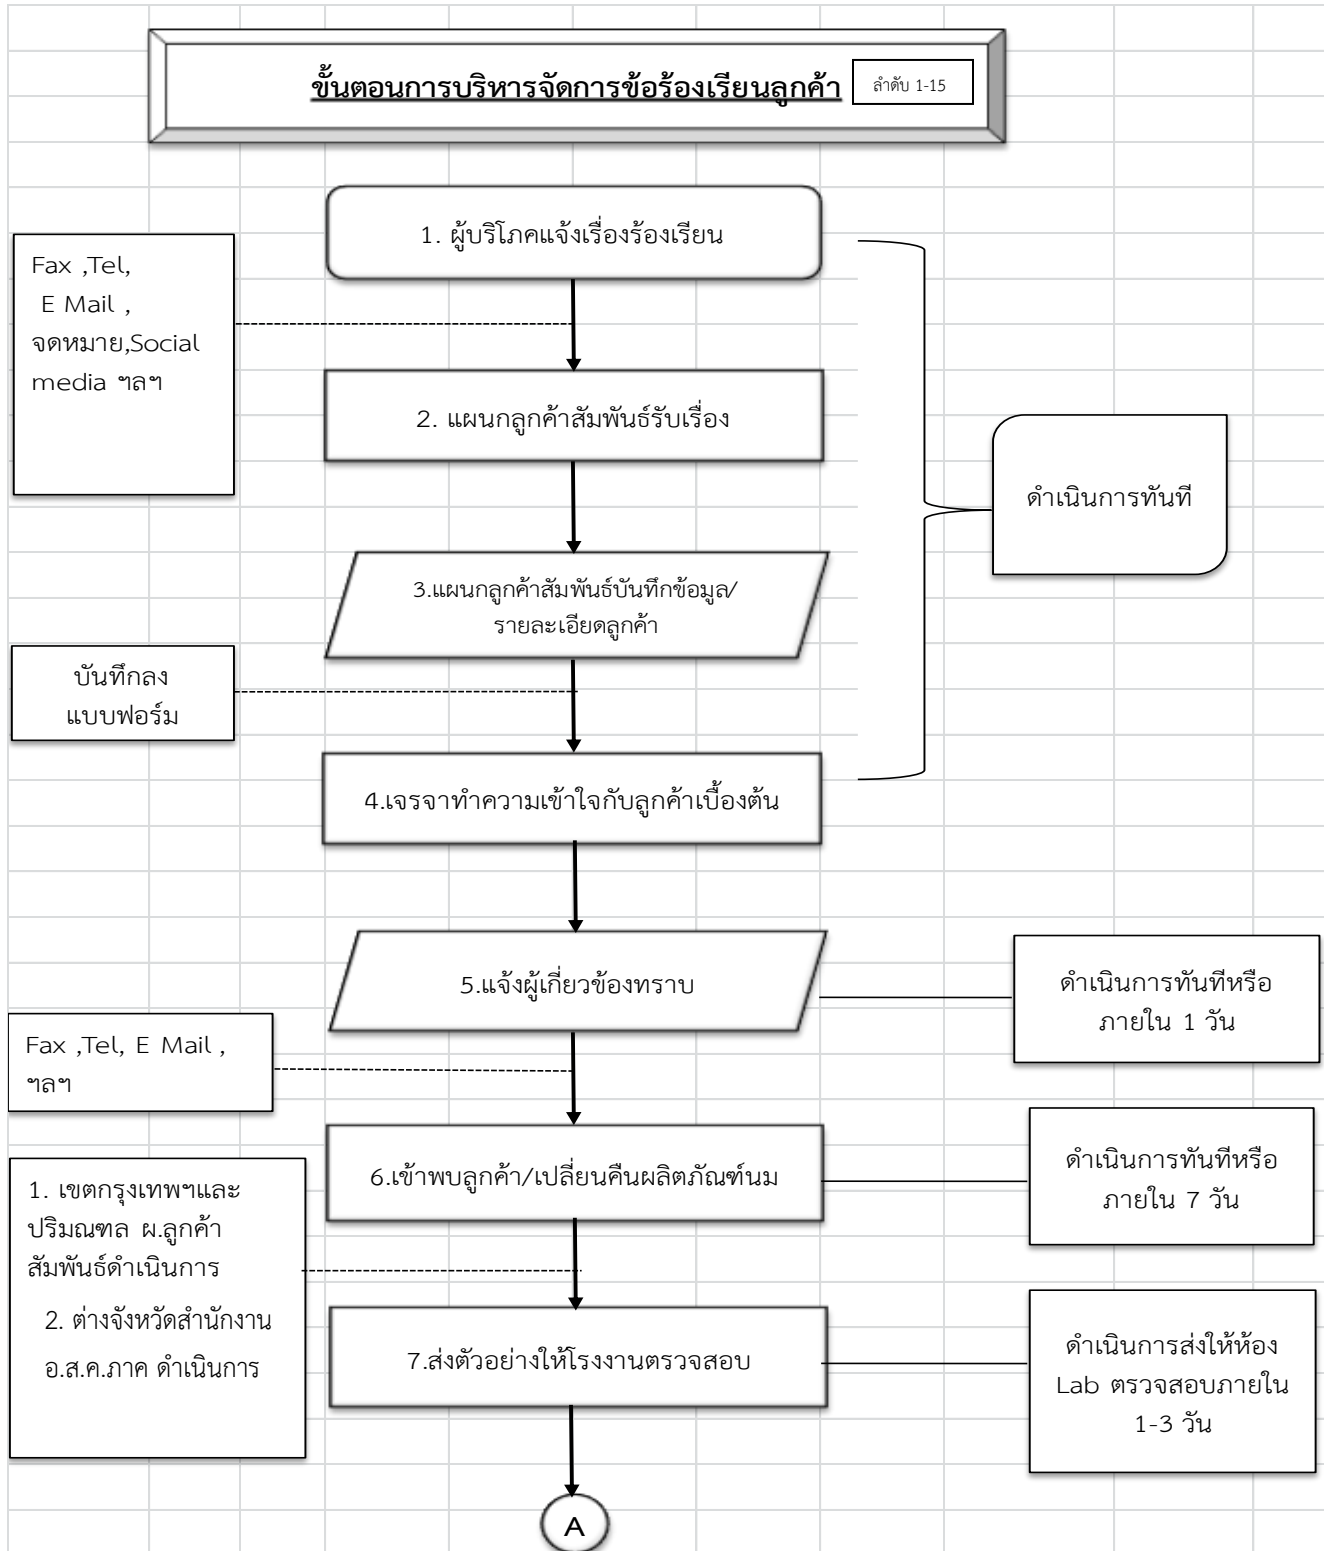 ขั้นตอนการบริหารจัดการข้อร้องเรียนลูกค้า
ลำดับ 1-15
1. ผู้บริโภคแจ้งเรื่องร้องเรียน
Fax ,Tel,
E Mail ,
จดหมาย,Social
media ฯลฯ
2. แผนกลูกค้าสัมพันธ์รับเรื่อง
ดำเนินการทันที
3.แผนกลูกค้าสัมพันธ์บันทึกข้อมูล/
รายละเอียดลูกค้า
บันทึกลง
แบบฟอร์ม
4.เจรจาทำความเข้าใจกับลูกค้าเบื้องต้น
5.แจ้งผู้เกี่ยวข้องทราบ
ดำเนินการทันทีหรือ
ภายใน 1 วัน
Fax ,Tel, E Mail ,
ฯลฯ
6.เข้าพบลูกค้า/เปลี่ยนคืนผลิตภัณฑ์นม
ดำเนินการทันทีหรือ
ภายใน 7 วัน
1. เขตกรุงเทพฯและ
ปริมณฑล ผ.ลูกค้า
สัมพันธ์ดำเนินการ
2. ต่างจังหวัดสำนักงาน
อ.ส.ค.ภาค ดำเนินการ
7.ส่งตัวอย่างให้โรงงานตรวจสอบ
ดำเนินการส่งให้ห้อง
Lab ตรวจสอบภายใน
1-3 วัน
A